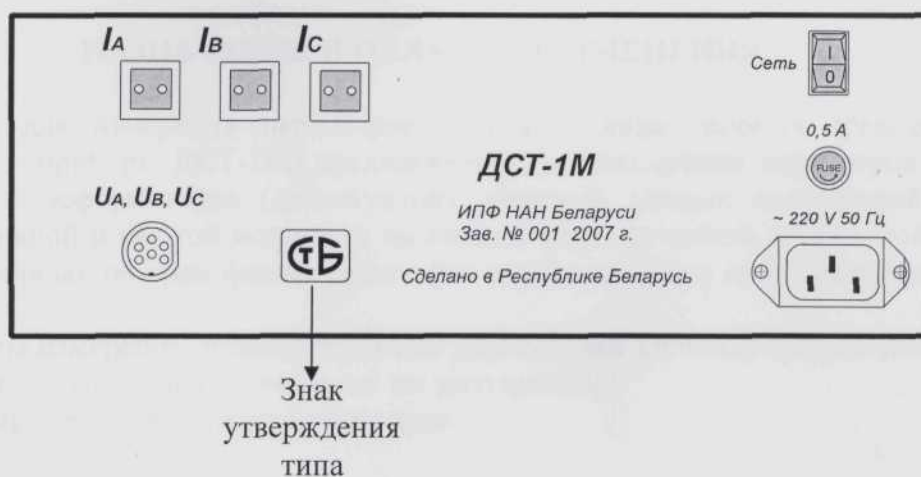 IA IB IC
Сеть
I
0
0,5 А
FUSE
ДСТ-1М
UA, UB, UC
ИПФ НАН Беларуси
Зав. № 001 2007 г.
~ 220 V 50 Гц
СТБ
Сделано в Республике Беларусь
Знак
утверждения
типа